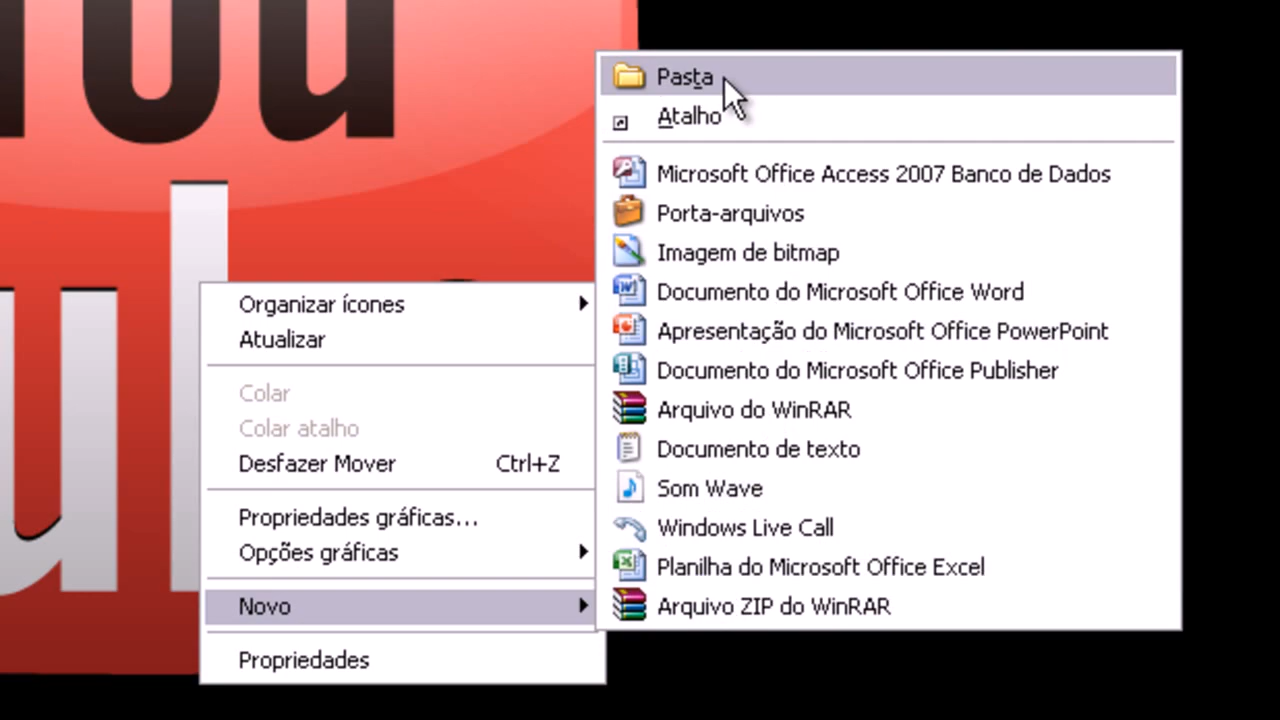 You
Organizar ícones
Atualizar
Colar
Colar atalho
Desfazer Mover Ctrl+Z
Propriedades gráficas...
Opções gráficas
Novo
Propriedades
Pasta
Atalho
Microsoft Office Access 2007 Banco de Dados
Porta-arquivos
Imagem de bitmap
Documento do Microsoft Office Word
Apresentação do Microsoft Office PowerPoint
Documento do Microsoft Office Publisher
Arquivo do WinRAR
Documento de texto
Som Wave
Windows Live Call
Planilha do Microsoft Office Excel
Arquivo ZIP do WinRAR